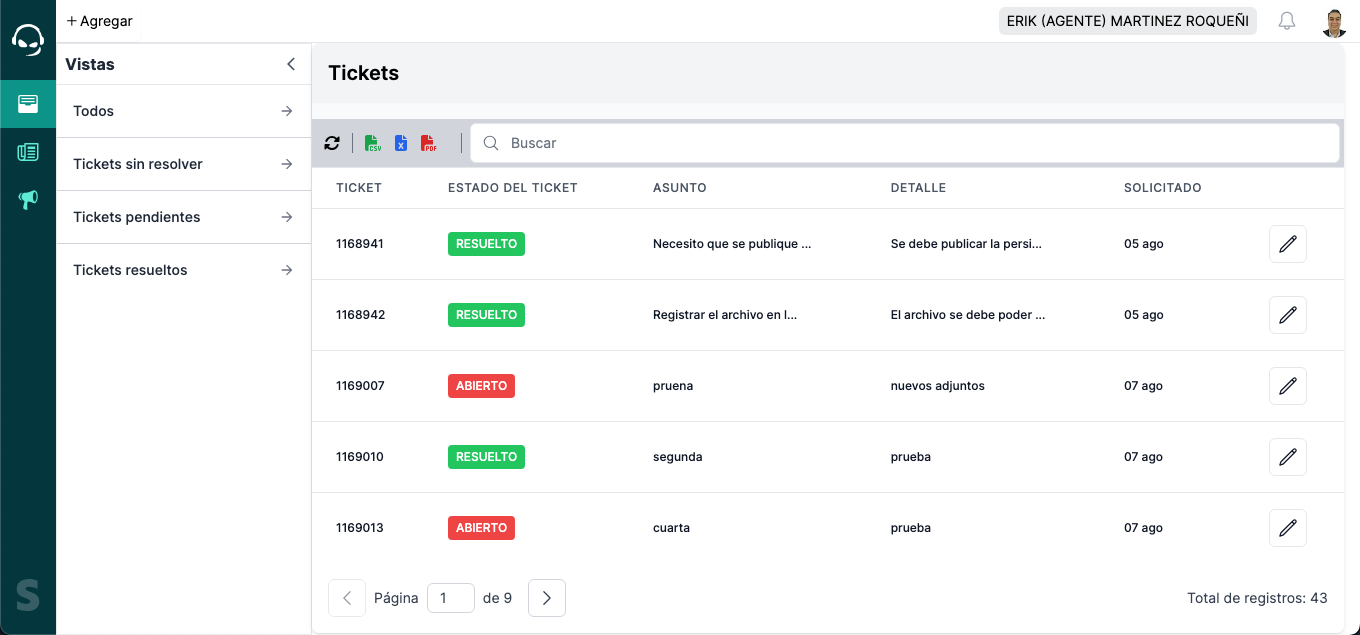 + Agregar
ERIK (AGENTE) MARTINEZ ROQUEÑI
Vistas
Todos
Tickets sin resolver
Tickets pendientes
Tickets resueltos
S
Tickets
CSV X PDF Buscar
TICKET ESTADO DEL TICKET ASUNTO DETALLE SOLICITADO
1168941 RESUELTO Necesito que se publique ... Se debe publicar la persi... 05 ago
1168942 RESUELTO Registrar el archivo en l... El archivo se debe poder ... 05 ago
1169007 ABIERTO pruena nuevos adjuntos 07 ago
1169010 RESUELTO segunda prueba 07 ago
1169013 ABIERTO cuarta prueba 07 ago
Página 1 de 9 Total de registros: 43